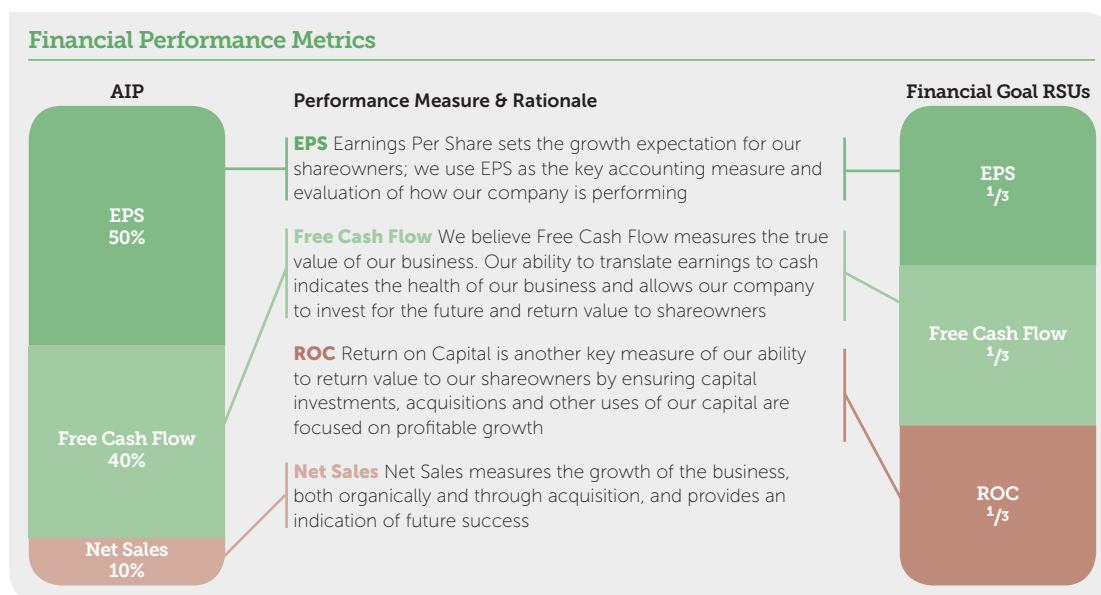 Financial Performance Metrics
AIP
EPS
50%
Free Cash Flow
40%
Net Sales
10%
Performance Measure & Rationale
EPS Earnings Per Share sets the growth expectation for our
shareowners; we use EPS as the key accounting measure and
evaluation of how our company is performing
Free Cash Flow We believe Free Cash Flow measures the true
value of our business. Our ability to translate earnings to cash
indicates the health of our business and allows our company
to invest for the future and return value to shareowners
ROC Return on Capital is another key measure of our ability
to return value to our shareowners by ensuring capital
investments, acquisitions and other uses of our capital are
focused on profitable growth
Net Sales Net Sales measures the growth of the business,
both organically and through acquisition, and provides an
indication of future success
Financial Goal RSUs
EPS
1/3
Free Cash Flow
1/3
ROC
1/3